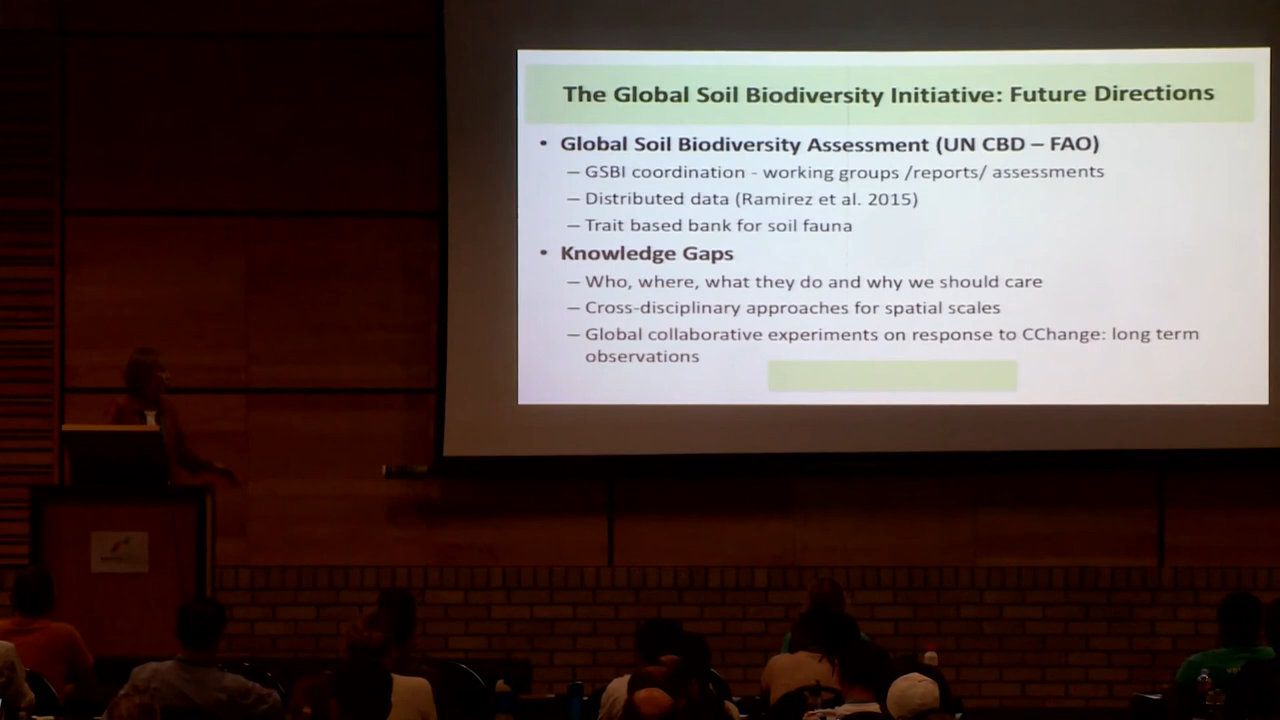 The Global Soil Biodiversity Initiative: Future Directions
• Global Soil Biodiversity Assessment (UN CBD – FAO)
– GSBI coordination - working groups /reports/ assessments
– Distributed data (Ramirez et al. 2015)
– Trait based bank for soil fauna
• Knowledge Gaps
– Who, where, what they do and why we should care
– Cross-disciplinary approaches for spatial scales
– Global collaborative experiments on response to CChange: long term
observations